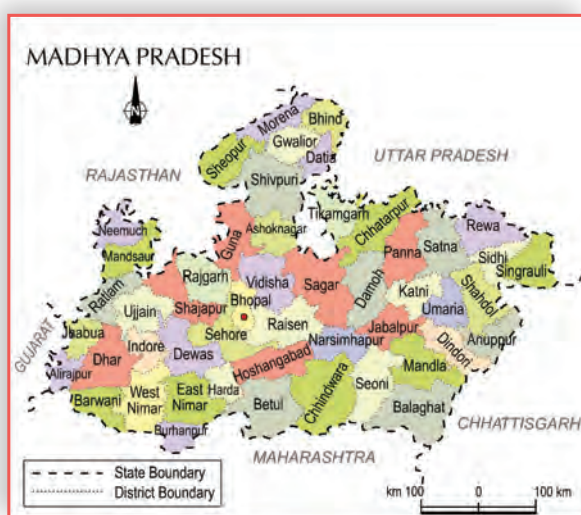 MADHYA PRADESH
N
Morena
Bhind
Gwalior
Sheopur
Datia
UTTAR PRADESH
RAJASTHAN
Shivpuri
Tikamgarh
Chhatarpur
Neemuch
Guna
Ashoknagar
Panna
Satna
Rewa
Mandsaur
Sidhi
Singrauli
Ratlam
Rajgarh
Vidisha
Sagar
Damoh
Katni
Shahdol
Ujjain
Shajapur
Bhopal
Umaria
GUJARAT
Jhabua
Indore
Sehore
Raisen
Narsimhapur
Jabalpur
Dindori
Anuppur
Dhar
Dewas
Hoshangabad
Mandla
Alirajpur
Barwani
West
Nimar
East
Nimar
Harda
Betul
Chhindwara
Seoni
Balaghat
Burhanpur
CHHATTISGARH
MAHARASHTRA
State Boundary
District Boundary
km 100 0 100 km